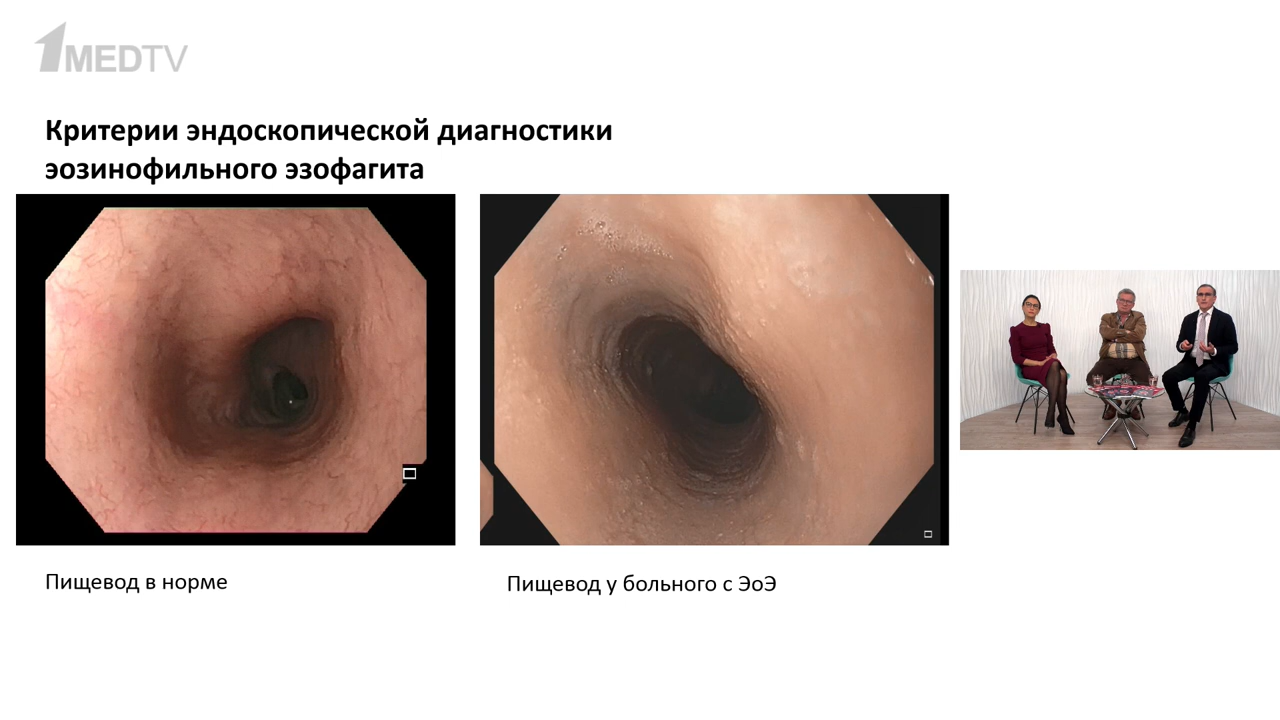 1MEDTV
Критерии эндоскопической диагностики
эозинофильного эзофагита
Пищевод в норме
Пищевод у больного с ЭоЭ